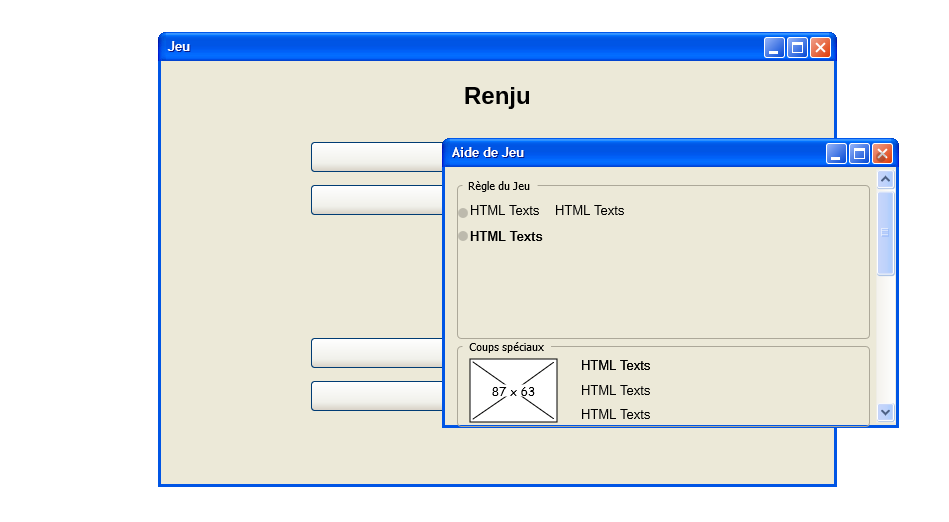 Jeu
Renju
Aide de Jeu
Règle du Jeu
HTML Texts HTML Texts
HTML Texts
Coups spéciaux
87 x 63
HTML Texts
HTML Texts
HTML Texts